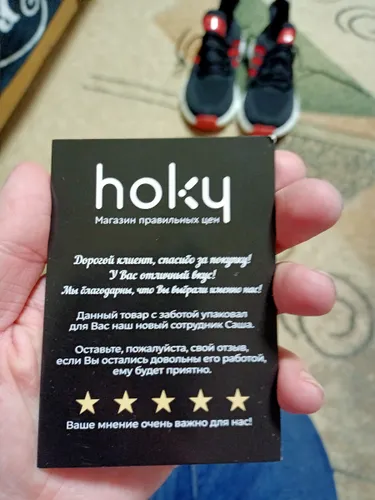 hoky
Магазин правильных цен
Дорогой клиент, спасибо за покупку!
У Вас отличный вкус!
Мы благодарны, что Вы выбрали именно нас!
Данный товар с заботой упаковал
для Вас наш новый сотрудник Саша.
Оставьте, пожалуйста, свой отзыв,
если Вы остались довольны его работой,
ему будет приятно.
Ваше мнение очень важно для нас!